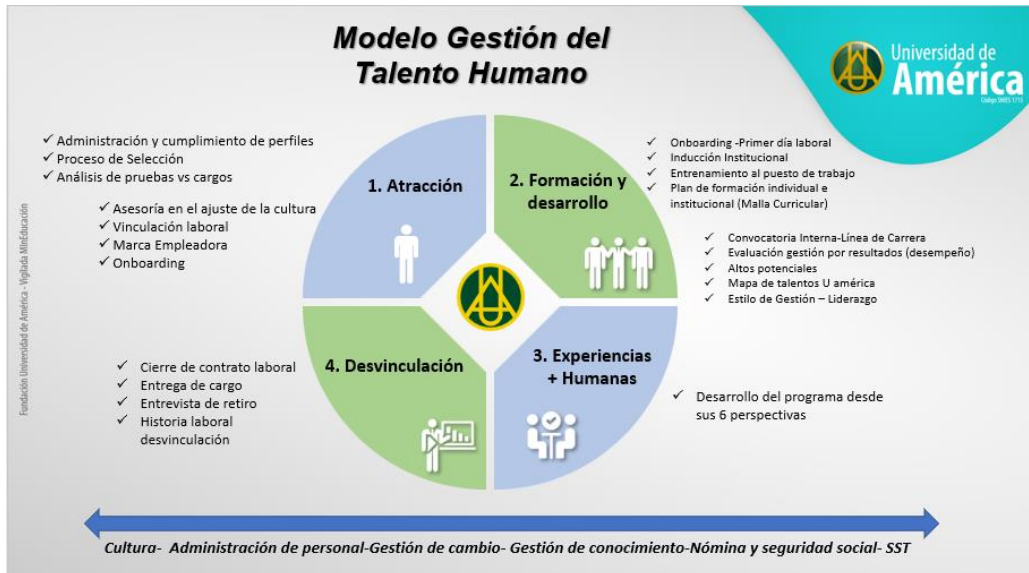 Modelo Gestión del
Talento Humano
Universidad de
América
Código SNIES 1715
Administración y cumplimiento de perfiles
Proceso de Selección
Análisis de pruebas vs cargos
Asesoría en el ajuste de la cultura
Vinculación laboral
Marca Empleadora
Onboarding
1. Atracción
2. Formación y
desarrollo
Onboarding -Primer día laboral
Inducción Institucional
Entrenamiento al puesto de trabajo
Plan de formación individual e
institucional (Malla Curricular)
Convocatoria Interna-Línea de Carrera
Evaluación gestión por resultados (desempeño)
Altos potenciales
Mapa de talentos U américa
Estilo de Gestión – Liderazgo
3. Experiencias
+ Humanas
Desarrollo del programa desde
sus 6 perspectivas
4. Desvinculación
Cierre de contrato laboral
Entrega de cargo
Entrevista de retiro
Historia laboral
desvinculación
Fundación Universidad de América - Vigilada MinEducación
Cultura- Administración de personal-Gestión de cambio- Gestión de conocimiento-Nómina y seguridad social- SST